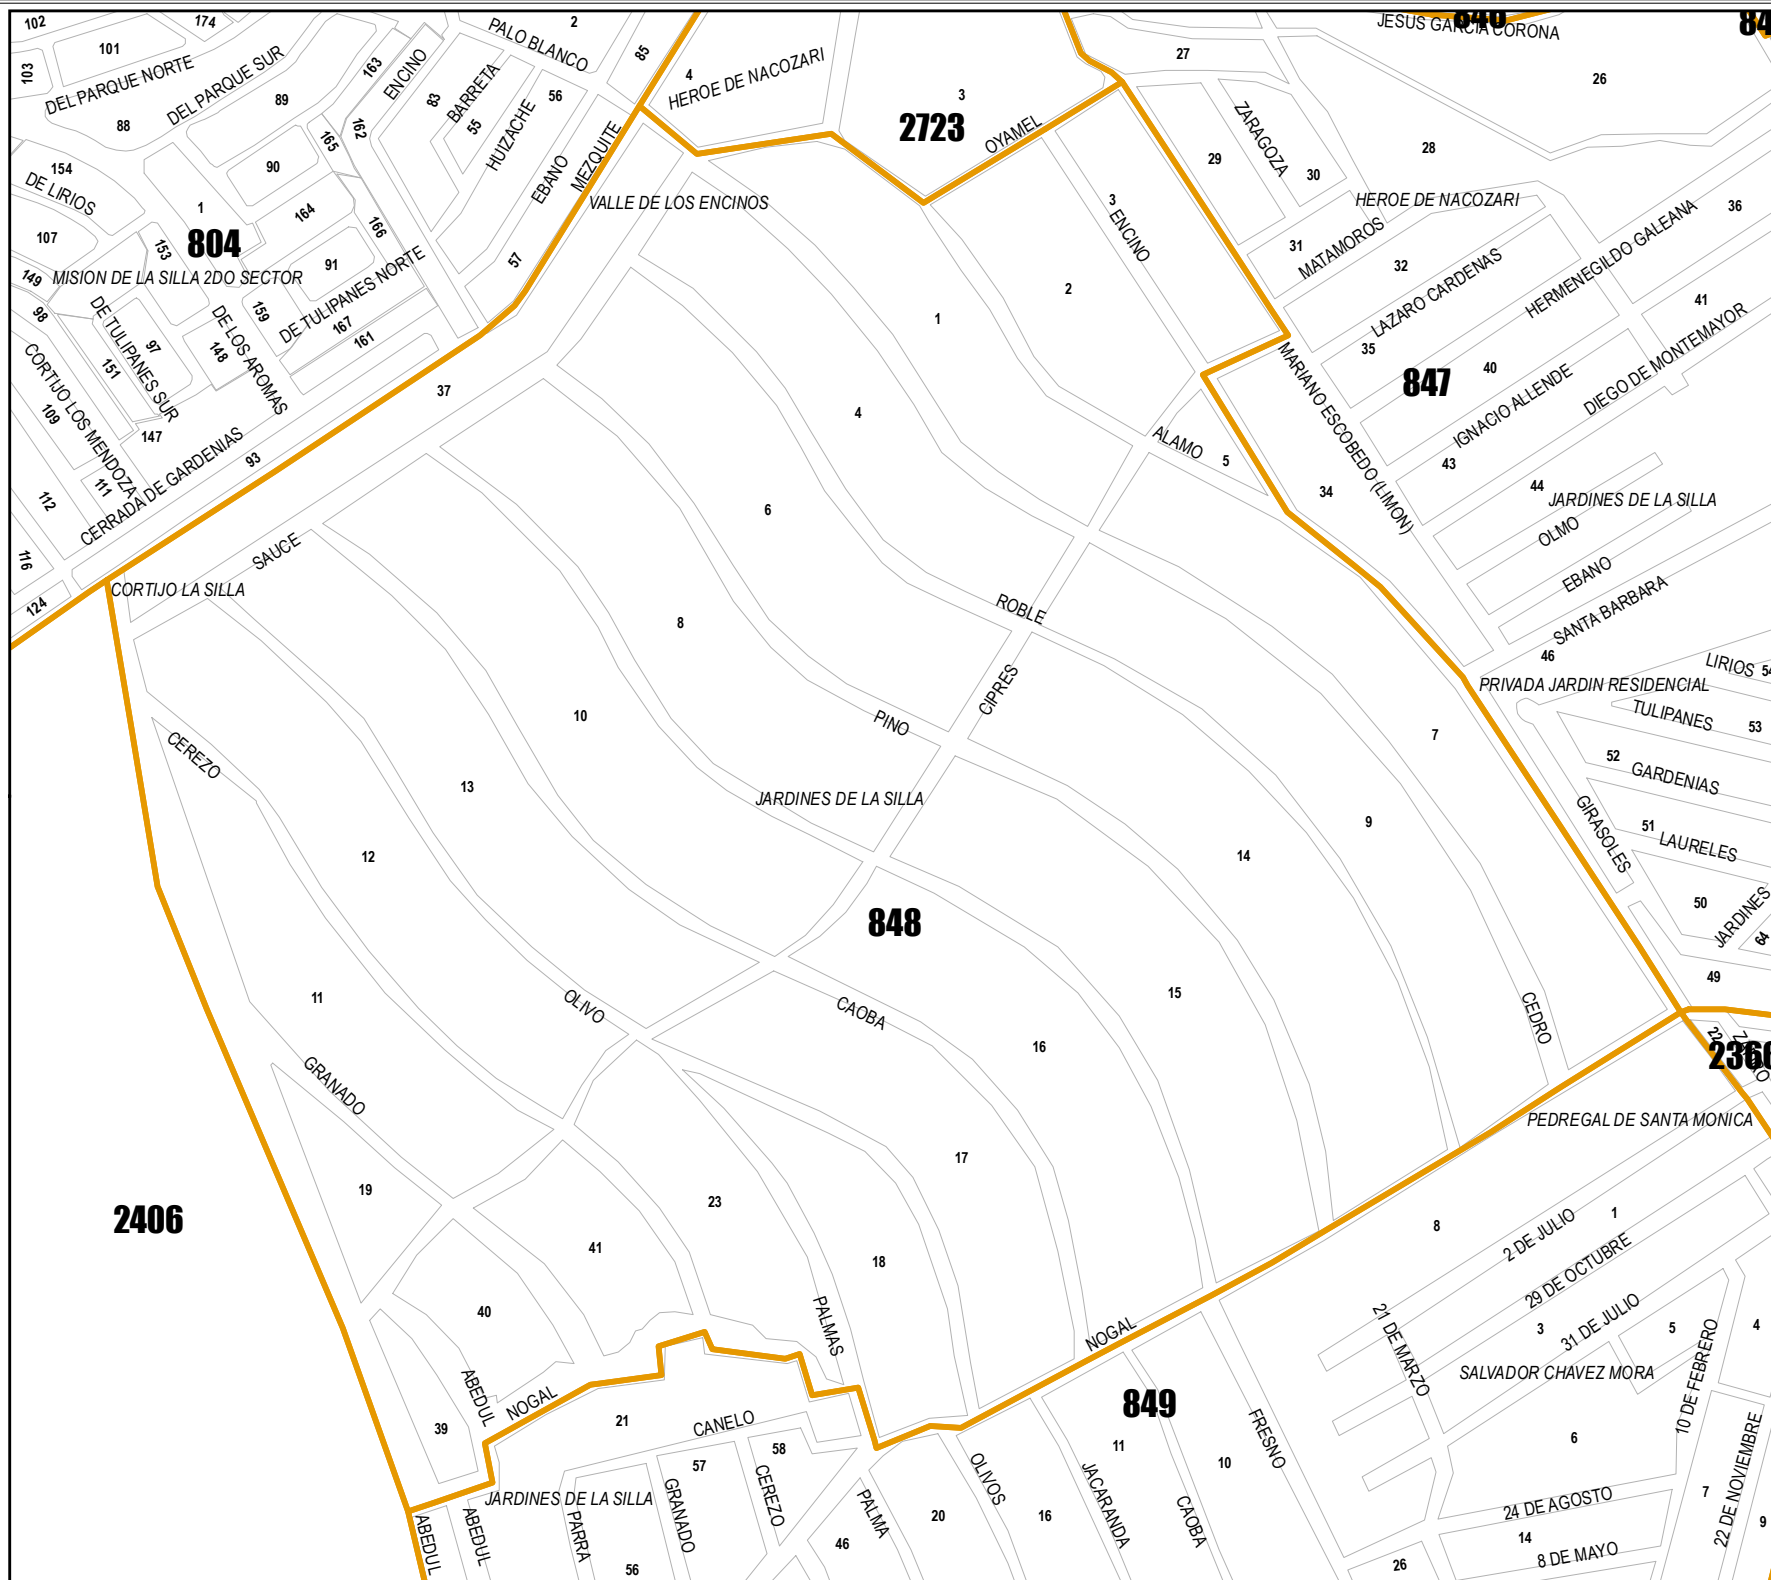 102
174
2
PALO BLANCO
85
4
HEROE DE NACOZARI
3
27
JESUS GARCIA CORONA
846
26
101
103
DEL PARQUE NORTE
DEL PARQUE SUR
163
ENCINO
83
BARRETA
55
56
HUIZACHE
89
88
162
165
90
2723
OYAMEL
ZARAGOZA
29
30
28
154
DE LIRIOS
1
164
166
EBANO
MEZQUITE
VALLE DE LOS ENCINOS
3
ENCINO
HEROE DE NACOZARI
36
107
153
804
91
57
31
MATAMOROS
HERMENEGILDO GALEANA
149
MISION DE LA SILLA 2DO SECTOR
32
LAZARO CARDENAS
98
DE TULIPANES SUR
DE LOS AROMAS
159
DE TULIPANES NORTE
167
161
2
1
41
97
148
151
CORTIJO LOS MENDOZA
109
37
35
847
40
DIEGO DE MONTEMAYOR
MARIANO ESCOBEDO (LIMON)
IGNACIO ALLENDE
4
147
93
CERRADA DE GARDENIAS
111
112
ALAMO
5
43
34
44
JARDINES DE LA SILLA
6
OLMO
116
SAUCE
EBANO
124
CORTIJO LA SILLA
ROBLE
SANTA BARBARA
8
46
LIRIOS
54
CIPRES
PRIVADA JARDIN RESIDENCIAL
10
PINO
TULIPANES
53
7
CEREZO
52
GARDENIAS
13
JARDINES DE LA SILLA
GIRASOLES
9
51
LAURELES
12
14
50
JARDINES
848
64
49
11
OLIVO
CAOBA
15
CEDRO
16
22
2366
GRANADO
PEDREGAL DE SANTA MONICA
17
19
23
2406
41
8
2 DE JULIO
1
18
29 DE OCTUBRE
40
PALMAS
NOGAL
21 DE MARZO
3
31 DE JULIO
5
4
10 DE FEBRERO
SALVADOR CHAVEZ MORA
ABEDUL
NOGAL
849
39
21
CANELO
FRESNO
22 DE NOVIEMBRE
58
57
11
10
6
CEREZO
OLIVOS
JACARANDA
JARDINES DE LA SILLA
GRANADO
PALMA
CAOBA
24 DE AGOSTO
7
ABEDUL
ABEDUL
PARRA
20
16
9
46
14
8 DE MAYO
56
26